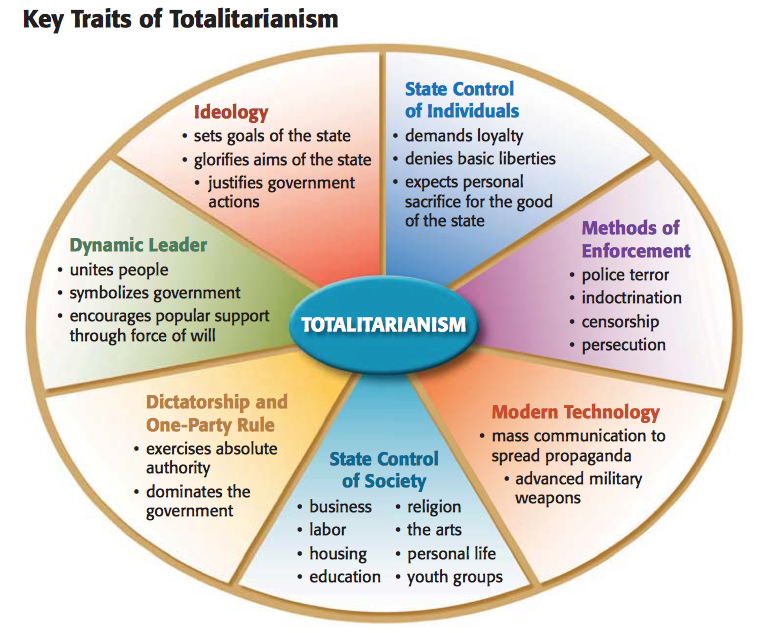 Key Traits of Totalitarianism
Ideology
• sets goals of the state
• glorifies aims of the state
• justifies government
actions
State Control
of Individuals
• demands loyalty
• denies basic liberties
• expects personal
sacrifice for the good
of the state
Methods of
Enforcement
• police terror
• indoctrination
• censorship
• persecution
Modern Technology
• mass communication to
spread propaganda
• advanced military
weapons
State Control
of Society
• business
• labor
• housing
• education
• religion
• the arts
• personal life
• youth groups
Dictatorship and
One-Party Rule
• exercises absolute
authority
• dominates the
government
Dynamic Leader
• unites people
• symbolizes government
• encourages popular support
through force of will
TOTALITARIANISM